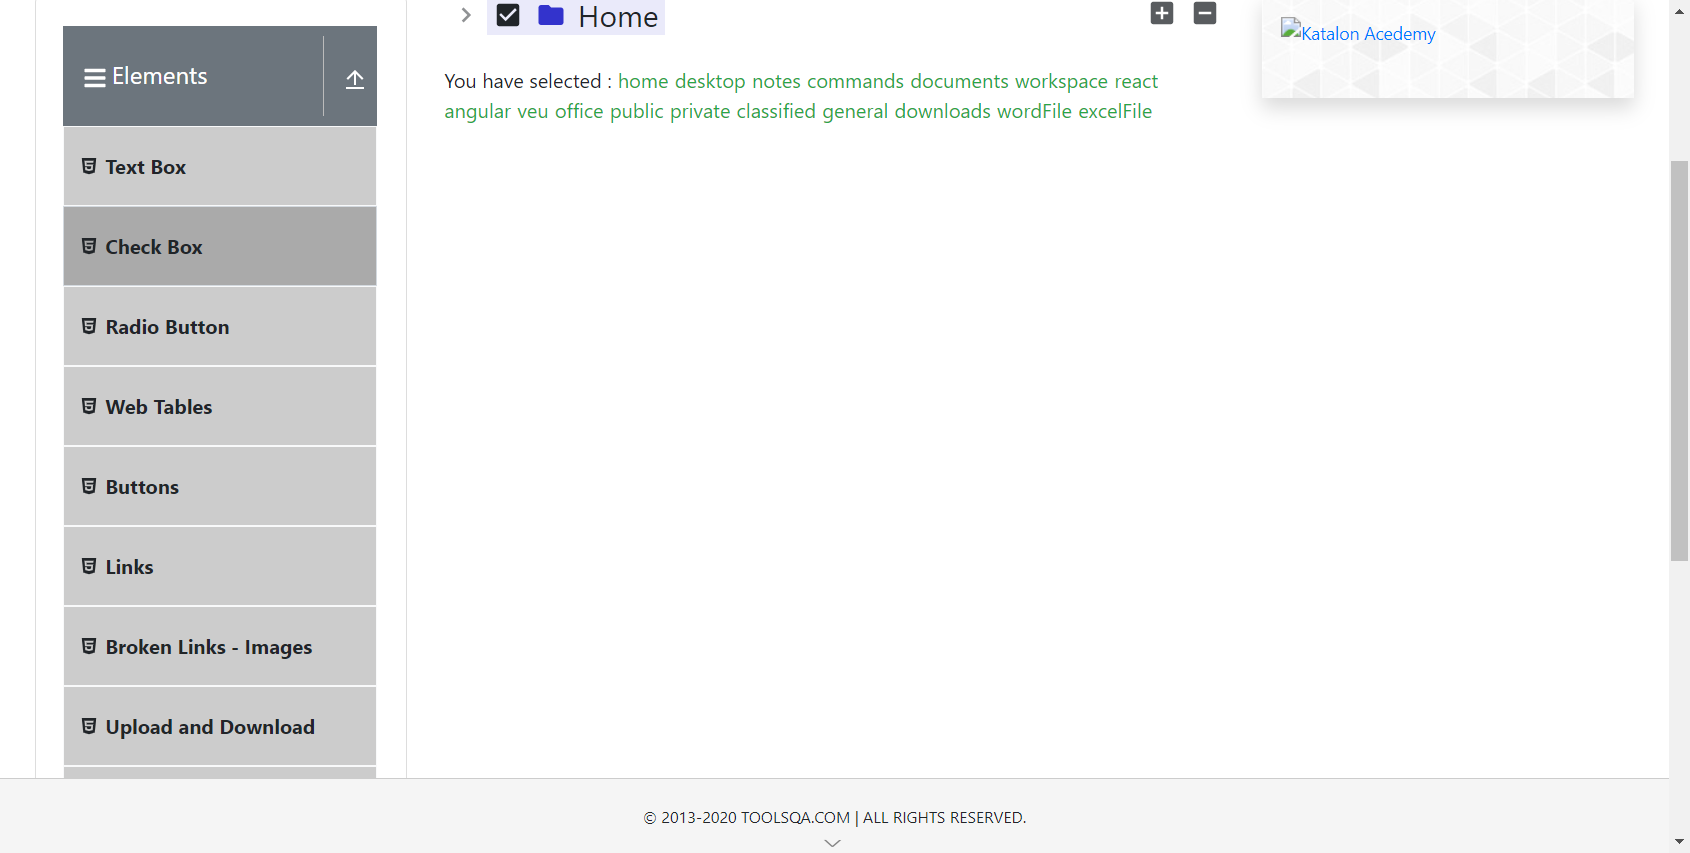 Home
Katalon Acedemy
Elements
You have selected : home desktop notes commands documents workspace react
angular veu office public private classified general downloads wordFile excelFile
Text Box
Check Box
Radio Button
Web Tables
Buttons
Links
Broken Links - Images
Upload and Download
© 2013-2020 TOOLSQA.COM | ALL RIGHTS RESERVED.